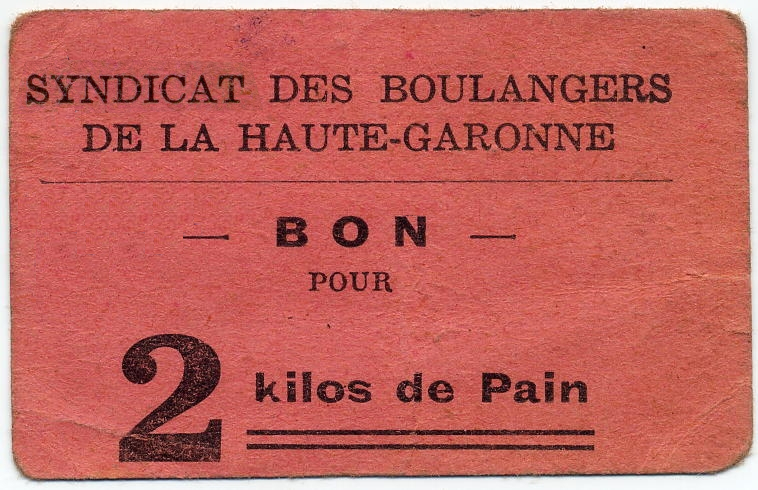 SYNDICAT DES BOULANGERS
DE LA HAUTE-GARONNE
— BON —
POUR
2 kilos de Pain